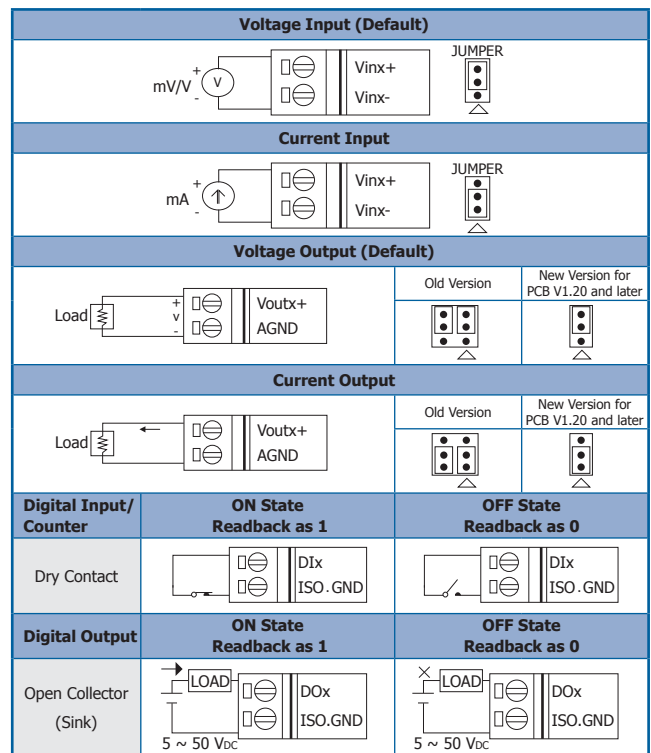 Voltage Input (Default)
JUMPER
mV/V
+
V
-
Vinx+
Vinx-
Current Input
JUMPER
mA
+
-
Vinx+
Vinx-
Voltage Output (Default)
Load
+
v
-
Voutx+
AGND
Old Version
New Version for
PCB V1.20 and later
Current Output
Load
Voutx+
AGND
Old Version
New Version for
PCB V1.20 and later
Digital Input/
Counter
ON State
Readback as 1
OFF State
Readback as 0
Dry Contact
DIx
ISO.GND
DIx
ISO.GND
Digital Output
ON State
Readback as 1
OFF State
Readback as 0
Open Collector
(Sink)
LOAD
DOx
ISO.GND
5 ~ 50 VDC
LOAD
DOx
ISO.GND
5 ~ 50 VDC